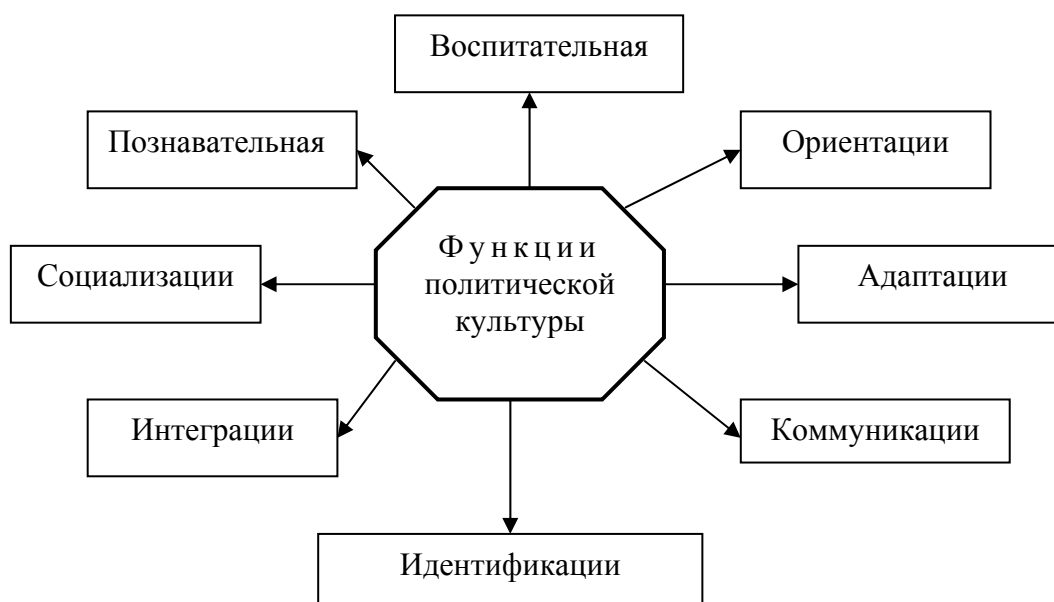 Воспитательная
Познавательная
Ориентации
Функции
политической
культуры
Социализации
Адаптации
Интеграции
Коммуникации
Идентификации